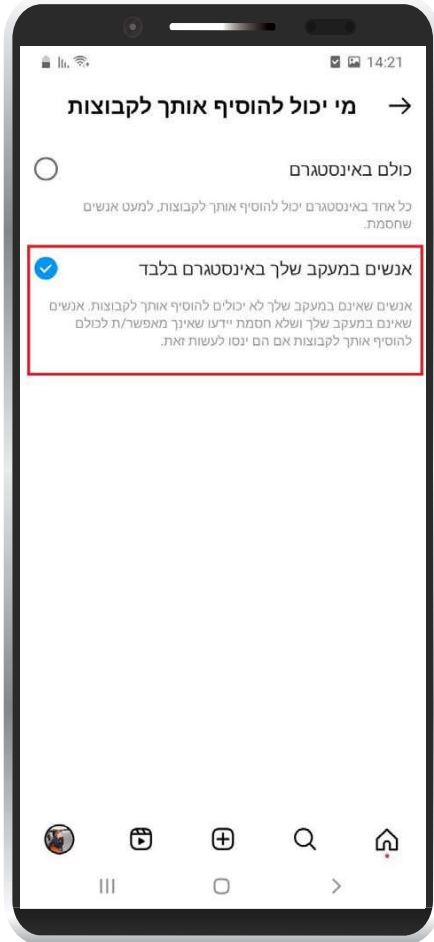 14:21
מי יכול להוסיף אותך לקבוצות
כולם באינסטגרם
כל אחד באינסטגרם יכול להוסיף אותך לקבוצות, למעט אנשים
שחסמת.
אנשים במעקב שלך באינסטגרם בלבד
אנשים שאינם במעקב שלך לא יכולים להוסיף אותך לקבוצות. אנשים
שאינם במעקב שלך ושלא חסמת יידעו שאינך מאפשר/ת לכולם
להוסיף אותך לקבוצות אם הם ינסו לעשות זאת.